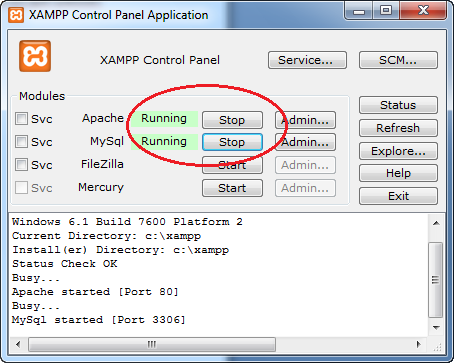 XAMPP Control Panel Application
XAMPP Control Panel Service... SCM...
Modules
Svc Apache Running Stop Admin... Status
Svc MySql Running Stop Admin... Refresh
Svc FileZilla Start Admin... Explore...
Svc Mercury Start Admin... Help
Exit
Windows 6.1 Build 7600 Platform 2
Current Directory: c:\xampp
Install(er) Directory: c:\xampp
Status Check OK
Busy...
Apache started [Port 80]
Busy...
MySql started [Port 3306]